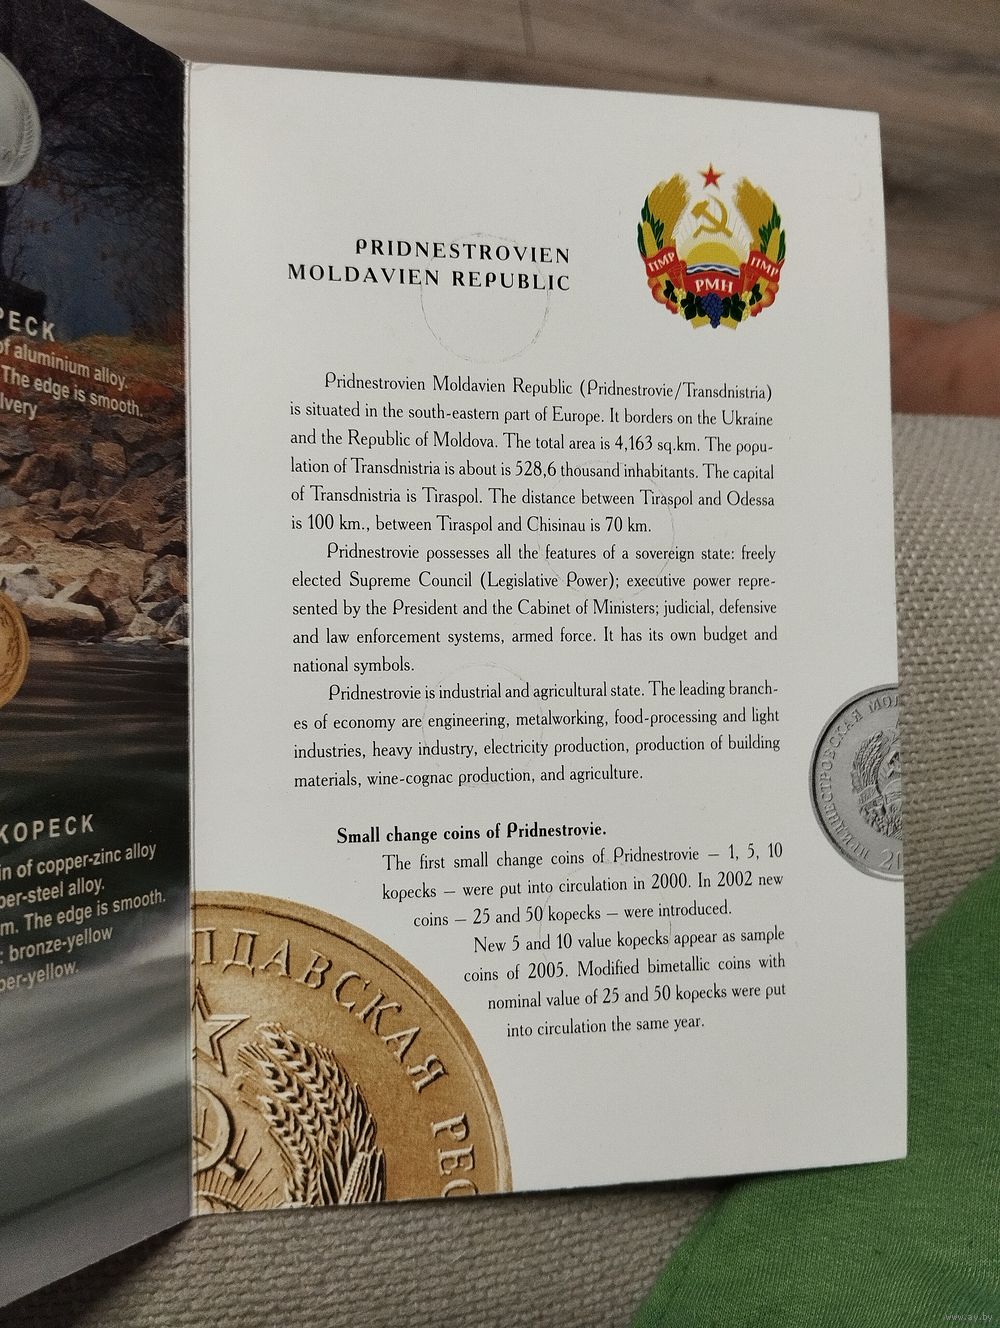 PECK
of aluminium alloy.
The edge is smooth.
lvery
KOPECK
in of copper-zinc alloy
per-steel alloy.
m. The edge is smooth.
: bronze-yellow
per-yellow.
PRIDNESTROVIEN
MOLDAVIEN REPUBLIC
ПМР
РМН
ПМР
Pridnestrovien Moldavien Republic (Pridnestrovie/Transdnistria)
is situated in the south-eastern part of Europe. It borders on the Ukraine
and the Republic of Moldova. The total area is 4,163 sq.km. The popu-
lation of Transdnistria is about is 528,6 thousand inhabitants. The capital
of Transdnistria is Tiraspol. The distance between Tiraspol and Odessa
is 100 km., between Tiraspol and Chisinau is 70 km.
Pridnestrovie possesses all the features of a sovereign state: freely
elected Supreme Council (Legislative Power); executive power repre-
sented by the President and the Cabinet of Ministers; judicial, defensive
and law enforcement systems, armed force. It has its own budget and
national symbols.
Pridnestrovie is industrial and agricultural state. The leading branch-
es of economy are engineering, metalworking, food-processing and light
industries, heavy industry, electricity production, production of building
materials, wine-cognac production, and agriculture.
Small change coins of Pridnestrovie.
The first small change coins of Pridnestrovie – 1, 5, 10
kopecks – were put into circulation in 2000. In 2002 new
coins – 25 and 50 kopecks – were introduced.
New 5 and 10 value kopecks appear as sample
coins of 2005. Modified bimetallic coins with
nominal value of 25 and 50 kopecks were put
into circulation the same year.
ЛДАВСКАЯ РЕС
ПРИДНЕСТРОВСКАЯ МОЛ
20
www.ay.by